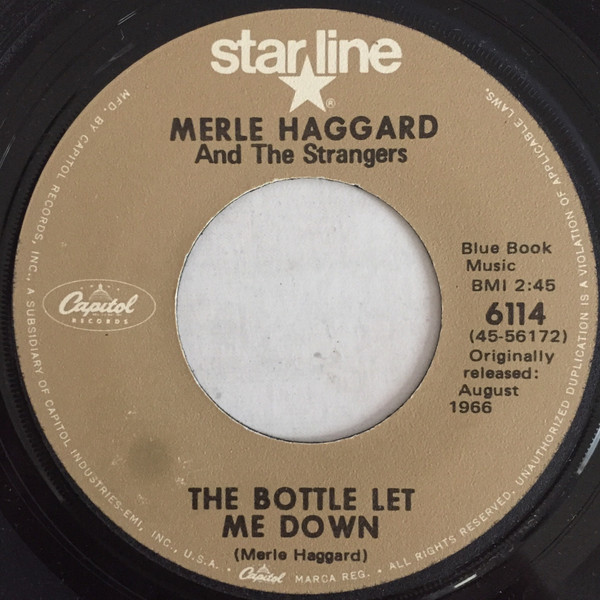 star line
®
MERLE HAGGARD
And The Strangers
Blue Book
Music
BMI 2:45
6114
(45-56172)
Originally
released:
August
1966
Capitol
RECORDS
THE BOTTLE LET
ME DOWN
(Merle Haggard)
MFD. BY CAPITOL RECORDS, INC., A SUBSIDIARY OF CAPITOL INDUSTRIES-EMI, INC., U.S.A. • Capitol MARCA REG. • ALL RIGHTS RESERVED. UNAUTHORIZED DUPLICATION IS A VIOLATION OF APPLICABLE LAWS.